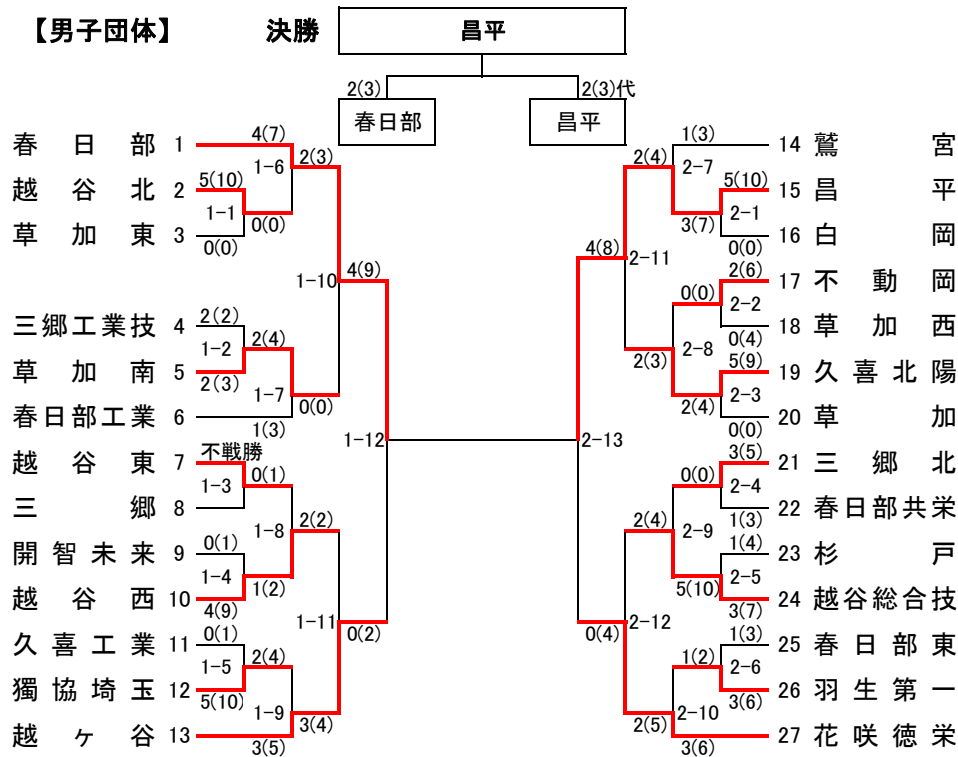 【男子団体】 決勝 昌平
2(3) 2(3)代
春日部 昌平
春日部 1 4(7)
1-6 2(3)
越谷北 2 5(10)
1-1
草加東 3 0(0) 0(0)
1-10 4(9)
三郷工業技 4 2(2)
1-2 2(4)
草加南 5 2(3)
1-7 0(0)
春日部工業 6 1(3)
1-12
越谷東 7 不戦勝
1-3 0(1)
三郷 8
1-8 2(2)
開智未来 9 0(1)
1-4 1(2)
越谷西 10 4(9)
1-11 0(2)
久喜工業 11 0(1)
1-5 2(4)
獨協埼玉 12 5(10)
1-9 3(4)
越ヶ谷 13 3(5)
1(3) 14 鷲宮
2(4) 2-7
5(10) 15 昌平
3(7) 2-1
0(0) 16 白岡
4(8) 2-11
2(6) 17 不動岡
0(0) 2-2
0(4) 18 草加西
2(3) 2-8
5(9) 19 久喜北陽
2(4) 2-3
0(0) 20 草加
2-13
3(5) 21 三郷北
0(0) 2-4
1(3) 22 春日部共栄
2(4) 2-9
1(4) 23 杉戸
5(10) 2-5
3(7) 24 越谷総合技
0(4) 2-12
1(3) 25 春日部東
1(2) 2-6
3(6) 26 羽生第一
2(5) 2-10
3(6) 27 花咲徳栄